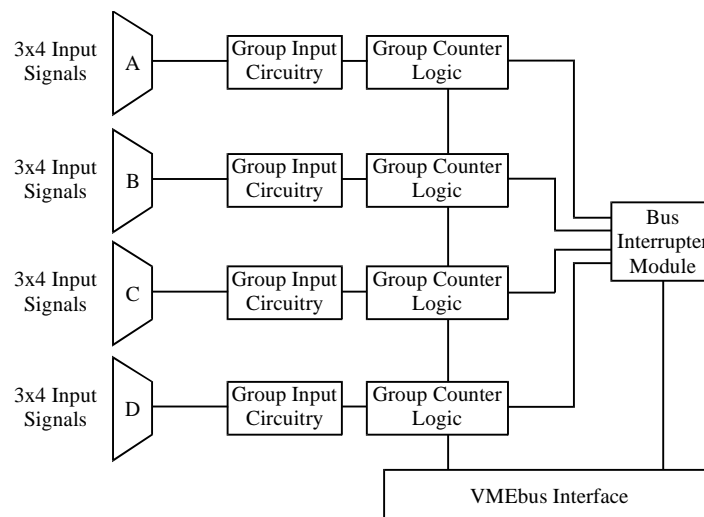 3x4 Input
Signals
A
Group Input
Circuitry
Group Counter
Logic
3x4 Input
Signals
B
Group Input
Circuitry
Group Counter
Logic
Bus
Interrupter
Module
3x4 Input
Signals
C
Group Input
Circuitry
Group Counter
Logic
3x4 Input
Signals
D
Group Input
Circuitry
Group Counter
Logic
VMEbus Interface